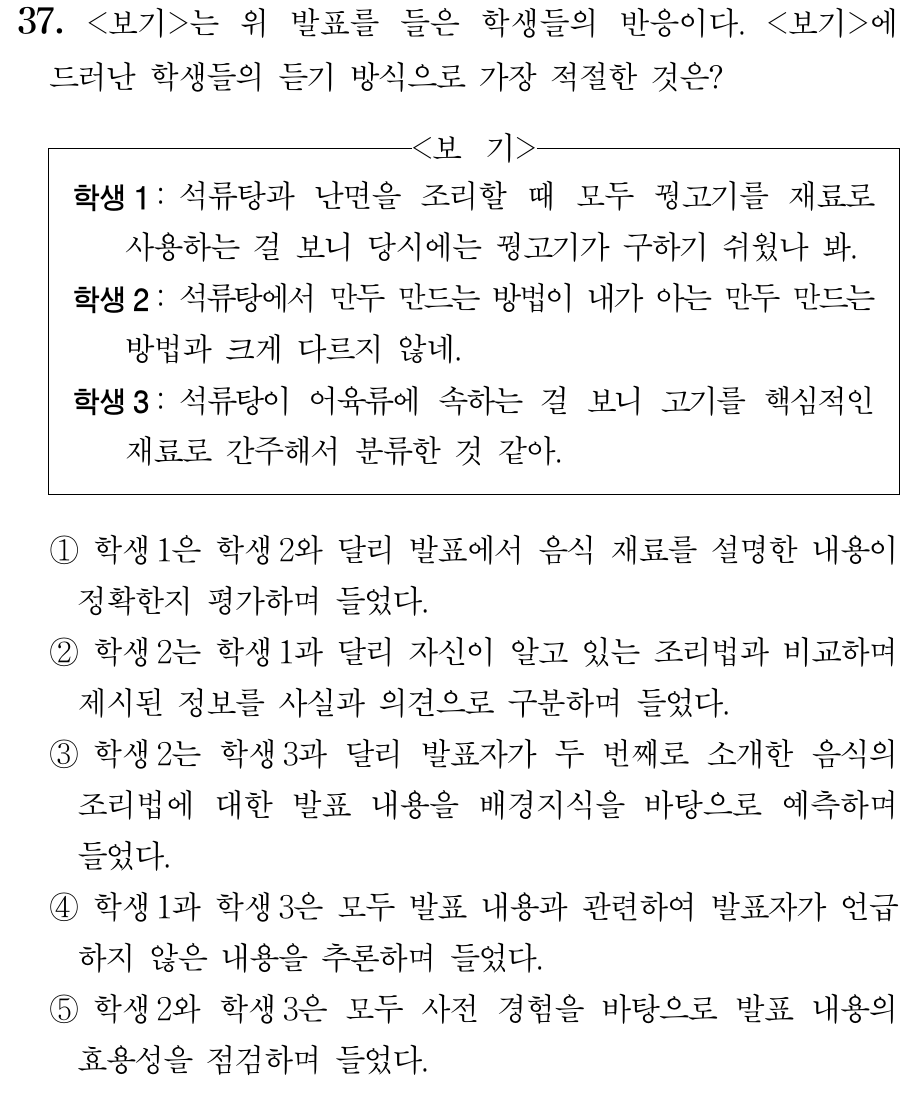 37. <보기>는 위 발표를 들은 학생들의 반응이다. <보기>에
드러난 학생들의 듣기 방식으로 가장 적절한 것은?
<보 기>
학생 1 : 석류탕과 난면을 조리할 때 모두 꿩고기를 재료로
사용하는 걸 보니 당시에는 꿩고기가 구하기 쉬웠나 봐.
학생 2 : 석류탕에서 만두 만드는 방법이 내가 아는 만두 만드는
방법과 크게 다르지 않네.
학생 3 : 석류탕이 어육류에 속하는 걸 보니 고기를 핵심적인
재료로 간주해서 분류한 것 같아.
① 학생 1은 학생 2와 달리 발표에서 음식 재료를 설명한 내용이
정확한지 평가하며 들었다.
② 학생 2는 학생 1과 달리 자신이 알고 있는 조리법과 비교하며
제시된 정보를 사실과 의견으로 구분하며 들었다.
③ 학생 2는 학생 3과 달리 발표자가 두 번째로 소개한 음식의
조리법에 대한 발표 내용을 배경지식을 바탕으로 예측하며
들었다.
④ 학생 1과 학생 3은 모두 발표 내용과 관련하여 발표자가 언급
하지 않은 내용을 추론하며 들었다.
⑤ 학생 2와 학생 3은 모두 사전 경험을 바탕으로 발표 내용의
효용성을 점검하며 들었다.